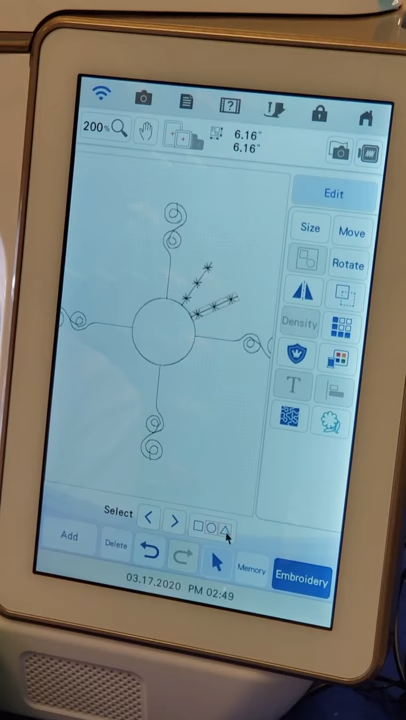 200%
6.16"
6.16"
Edit
Size Move
Rotate
Density
T
Select
Add Delete Memory Embroidery
03.17.2020 PM 02:49